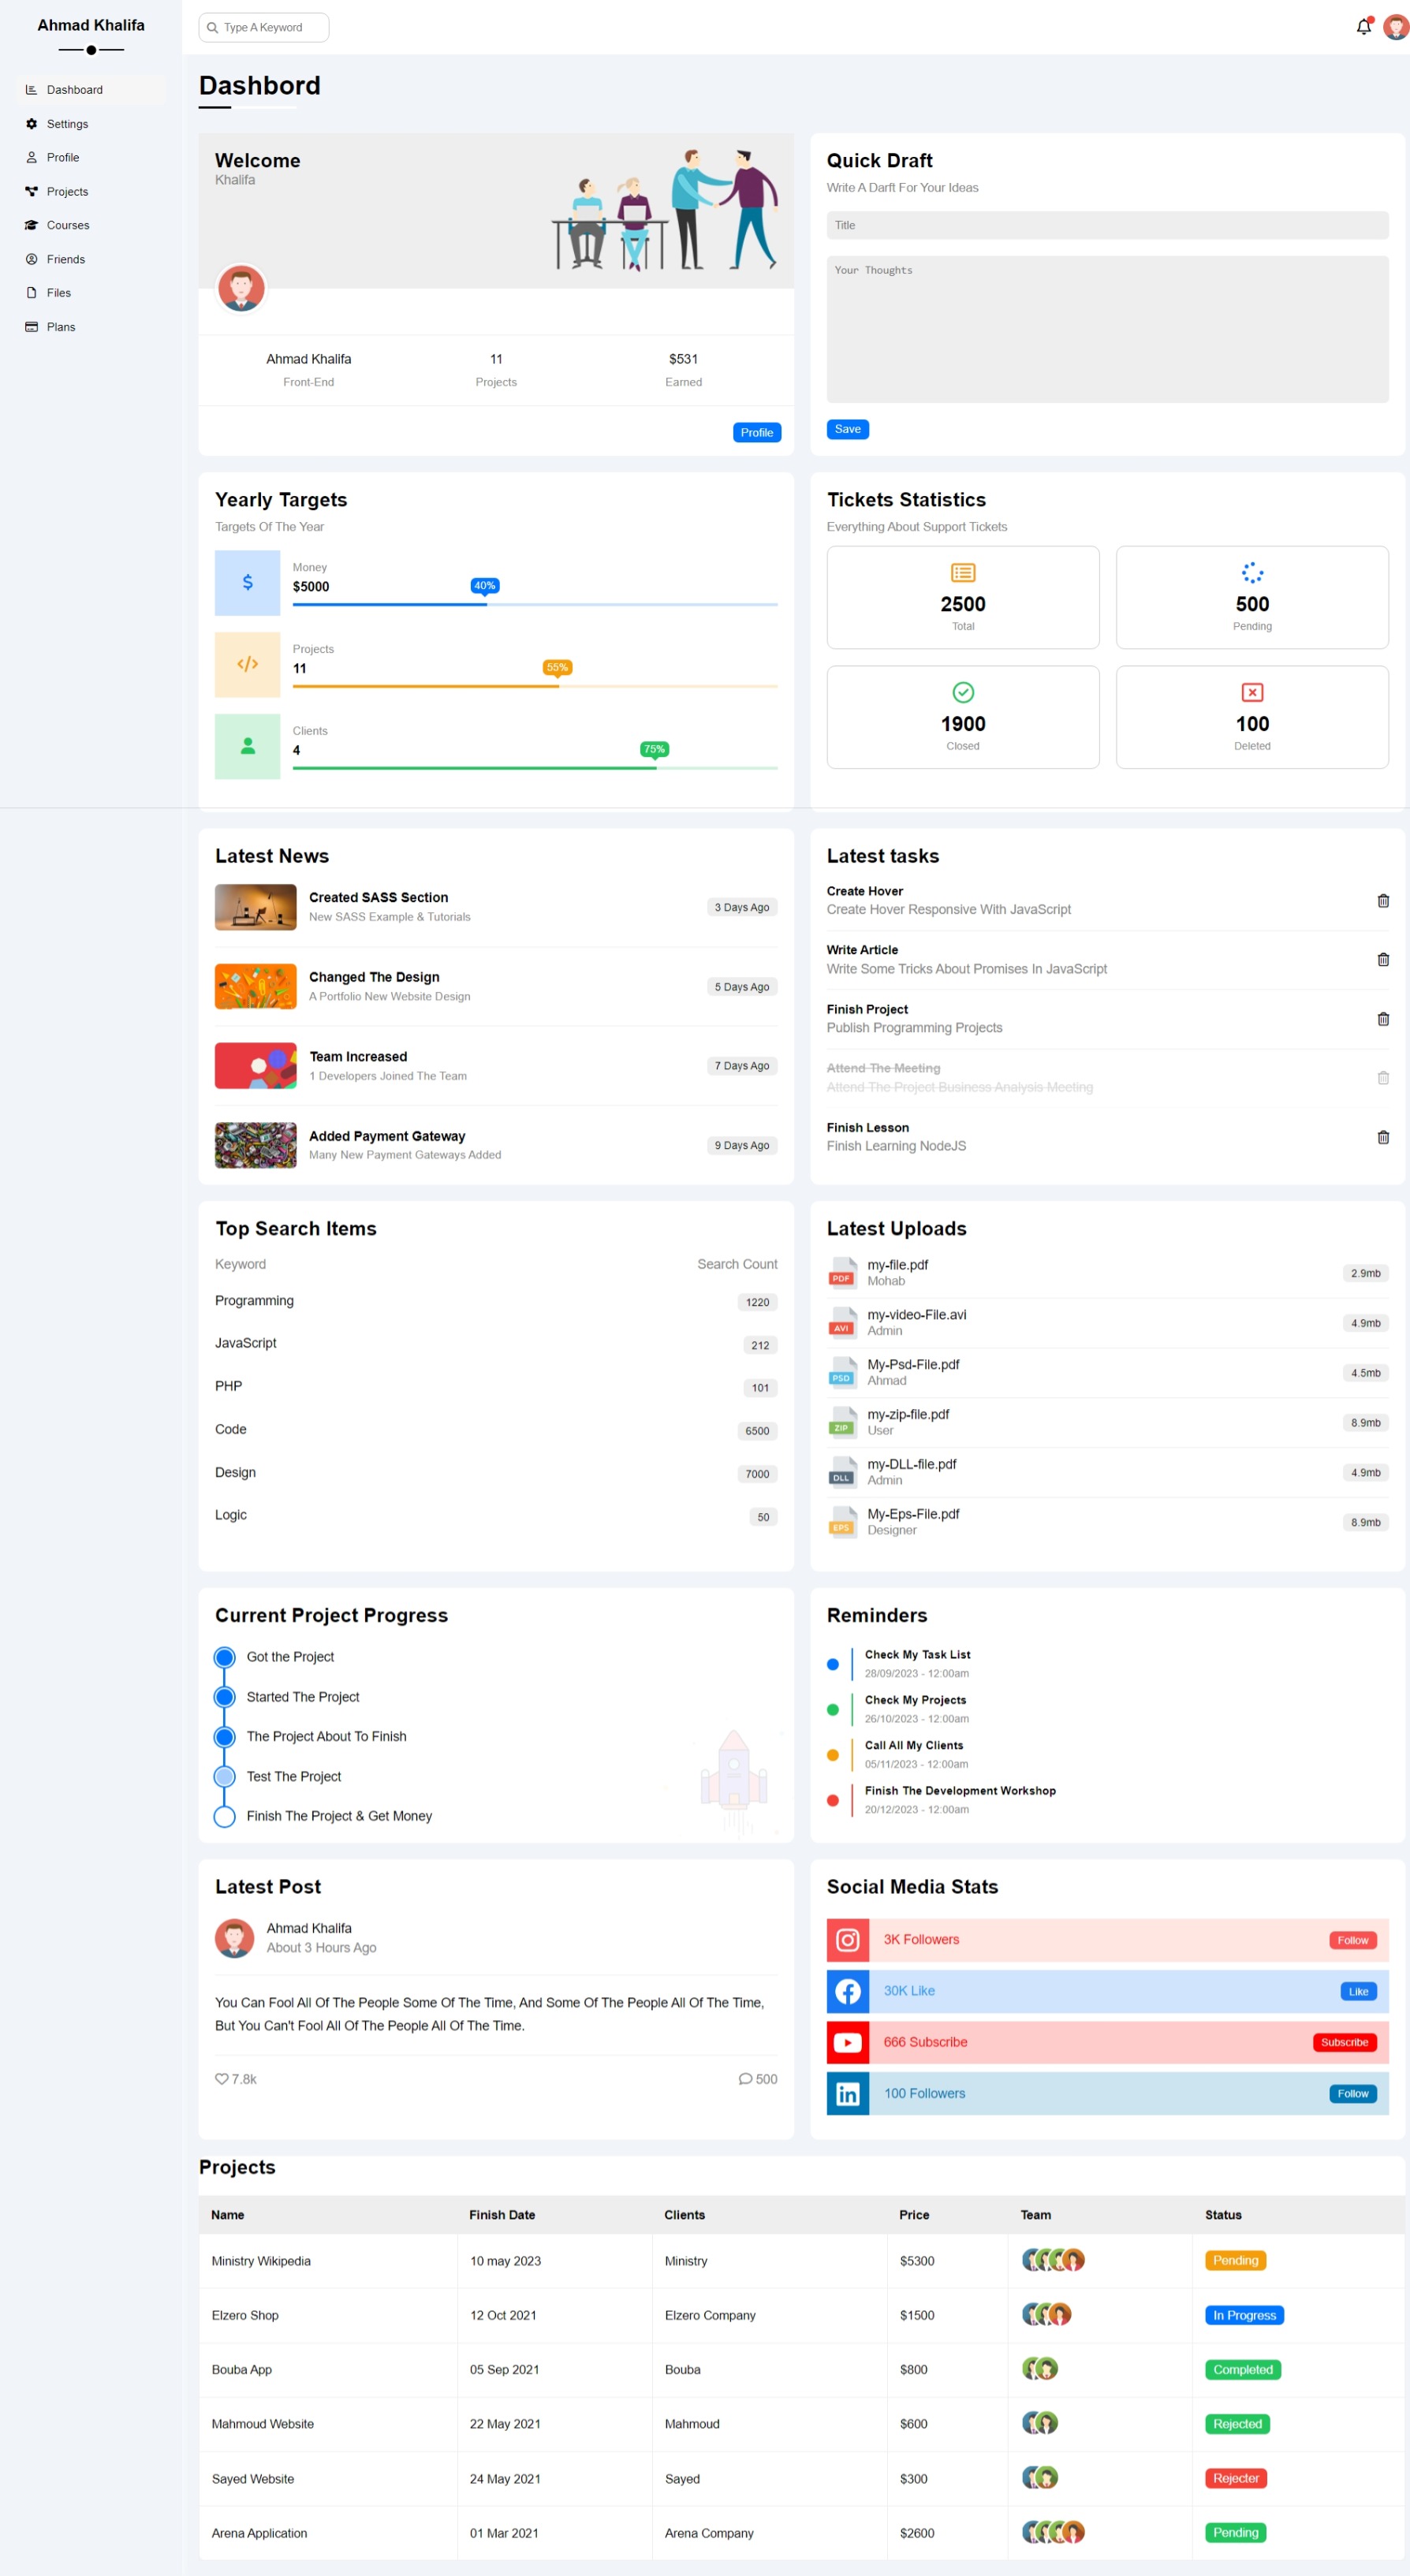 Ahmad Khalifa
Dashboard
Settings
Profile
Projects
Courses
Friends
Files
Plans
Type A Keyword
Dashbord
Welcome
Khalifa
Ahmad Khalifa 11 $531
Front-End Projects Earned
Profile
Quick Draft
Write A Darft For Your Ideas
Title
Your Thoughts
Save
Yearly Targets
Targets Of The Year
Money
$5000 40%
Projects
11 55%
Clients
4 75%
Tickets Statistics
Everything About Support Tickets
2500
Total
500
Pending
1900
Closed
100
Deleted
Latest News
Created SASS Section
New SASS Example & Tutorials
3 Days Ago
Changed The Design
A Portfolio New Website Design
5 Days Ago
Team Increased
1 Developers Joined The Team
7 Days Ago
Added Payment Gateway
Many New Payment Gateways Added
9 Days Ago
Latest tasks
Create Hover
Create Hover Responsive With JavaScript
Write Article
Write Some Tricks About Promises In JavaScript
Finish Project
Publish Programming Projects
Attend The Meeting
Attend The Project Business Analysis Meeting
Finish Lesson
Finish Learning NodeJS
Top Search Items
Keyword Search Count
Programming 1220
JavaScript 212
PHP 101
Code 6500
Design 7000
Logic 50
Latest Uploads
PDF
my-file.pdf
Mohab
2.9mb
AVI
my-video-File.avi
Admin
4.9mb
PSD
My-Psd-File.pdf
Ahmad
4.5mb
ZIP
my-zip-file.pdf
User
8.9mb
DLL
my-DLL-file.pdf
Admin
4.9mb
EPS
My-Eps-File.pdf
Designer
8.9mb
Current Project Progress
Got the Project
Started The Project
The Project About To Finish
Test The Project
Finish The Project & Get Money
Reminders
Check My Task List
28/09/2023 - 12:00am
Check My Projects
26/10/2023 - 12:00am
Call All My Clients
05/11/2023 - 12:00am
Finish The Development Workshop
20/12/2023 - 12:00am
Latest Post
Ahmad Khalifa
About 3 Hours Ago
You Can Fool All Of The People Some Of The Time, And Some Of The People All Of The Time,
But You Can't Fool All Of The People All Of The Time.
7.8k 500
Social Media Stats
3K Followers Follow
30K Like Like
666 Subscribe Subscribe
in 100 Followers Follow
Projects
Name Finish Date Clients Price Team Status
Ministry Wikipedia 10 may 2023 Ministry $5300 Pending
Elzero Shop 12 Oct 2021 Elzero Company $1500 In Progress
Bouba App 05 Sep 2021 Bouba $800 Completed
Mahmoud Website 22 May 2021 Mahmoud $600 Rejected
Sayed Website 24 May 2021 Sayed $300 Rejecter
Arena Application 01 Mar 2021 Arena Company $2600 Pending